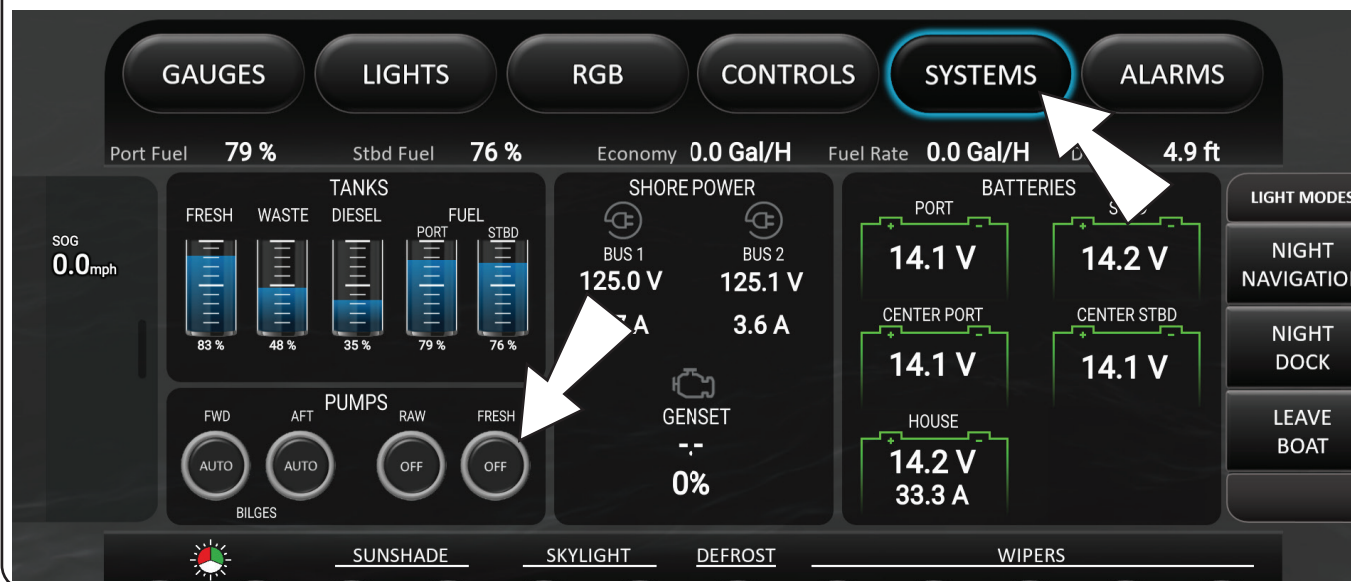 GAUGES LIGHTS RGB CONTROLS SYSTEMS ALARMS
Port Fuel 79 % Stbd Fuel 76 % Economy 0.0 Gal/H Fuel Rate 0.0 Gal/H 4.9 ft
SOG
0.0mph
TANKS
FRESH WASTE DIESEL FUEL
PORT STBD
83 % 48 % 35 % 79 % 76 %
PUMPS
FWD AFT RAW FRESH
AUTO AUTO OFF OFF
BILGES
SHORE POWER
BUS 1 BUS 2
125.0 V 125.1 V
A 3.6 A
GENSET
-.-
0%
BATTERIES
PORT
14.1 V 14.2 V
CENTER PORT CENTER STBD
14.1 V 14.1 V
HOUSE
14.2 V
33.3 A
LIGHT MODES
NIGHT
NAVIGATIO
NIGHT
DOCK
LEAVE
BOAT
SUNSHADE SKYLIGHT DEFROST WIPERS